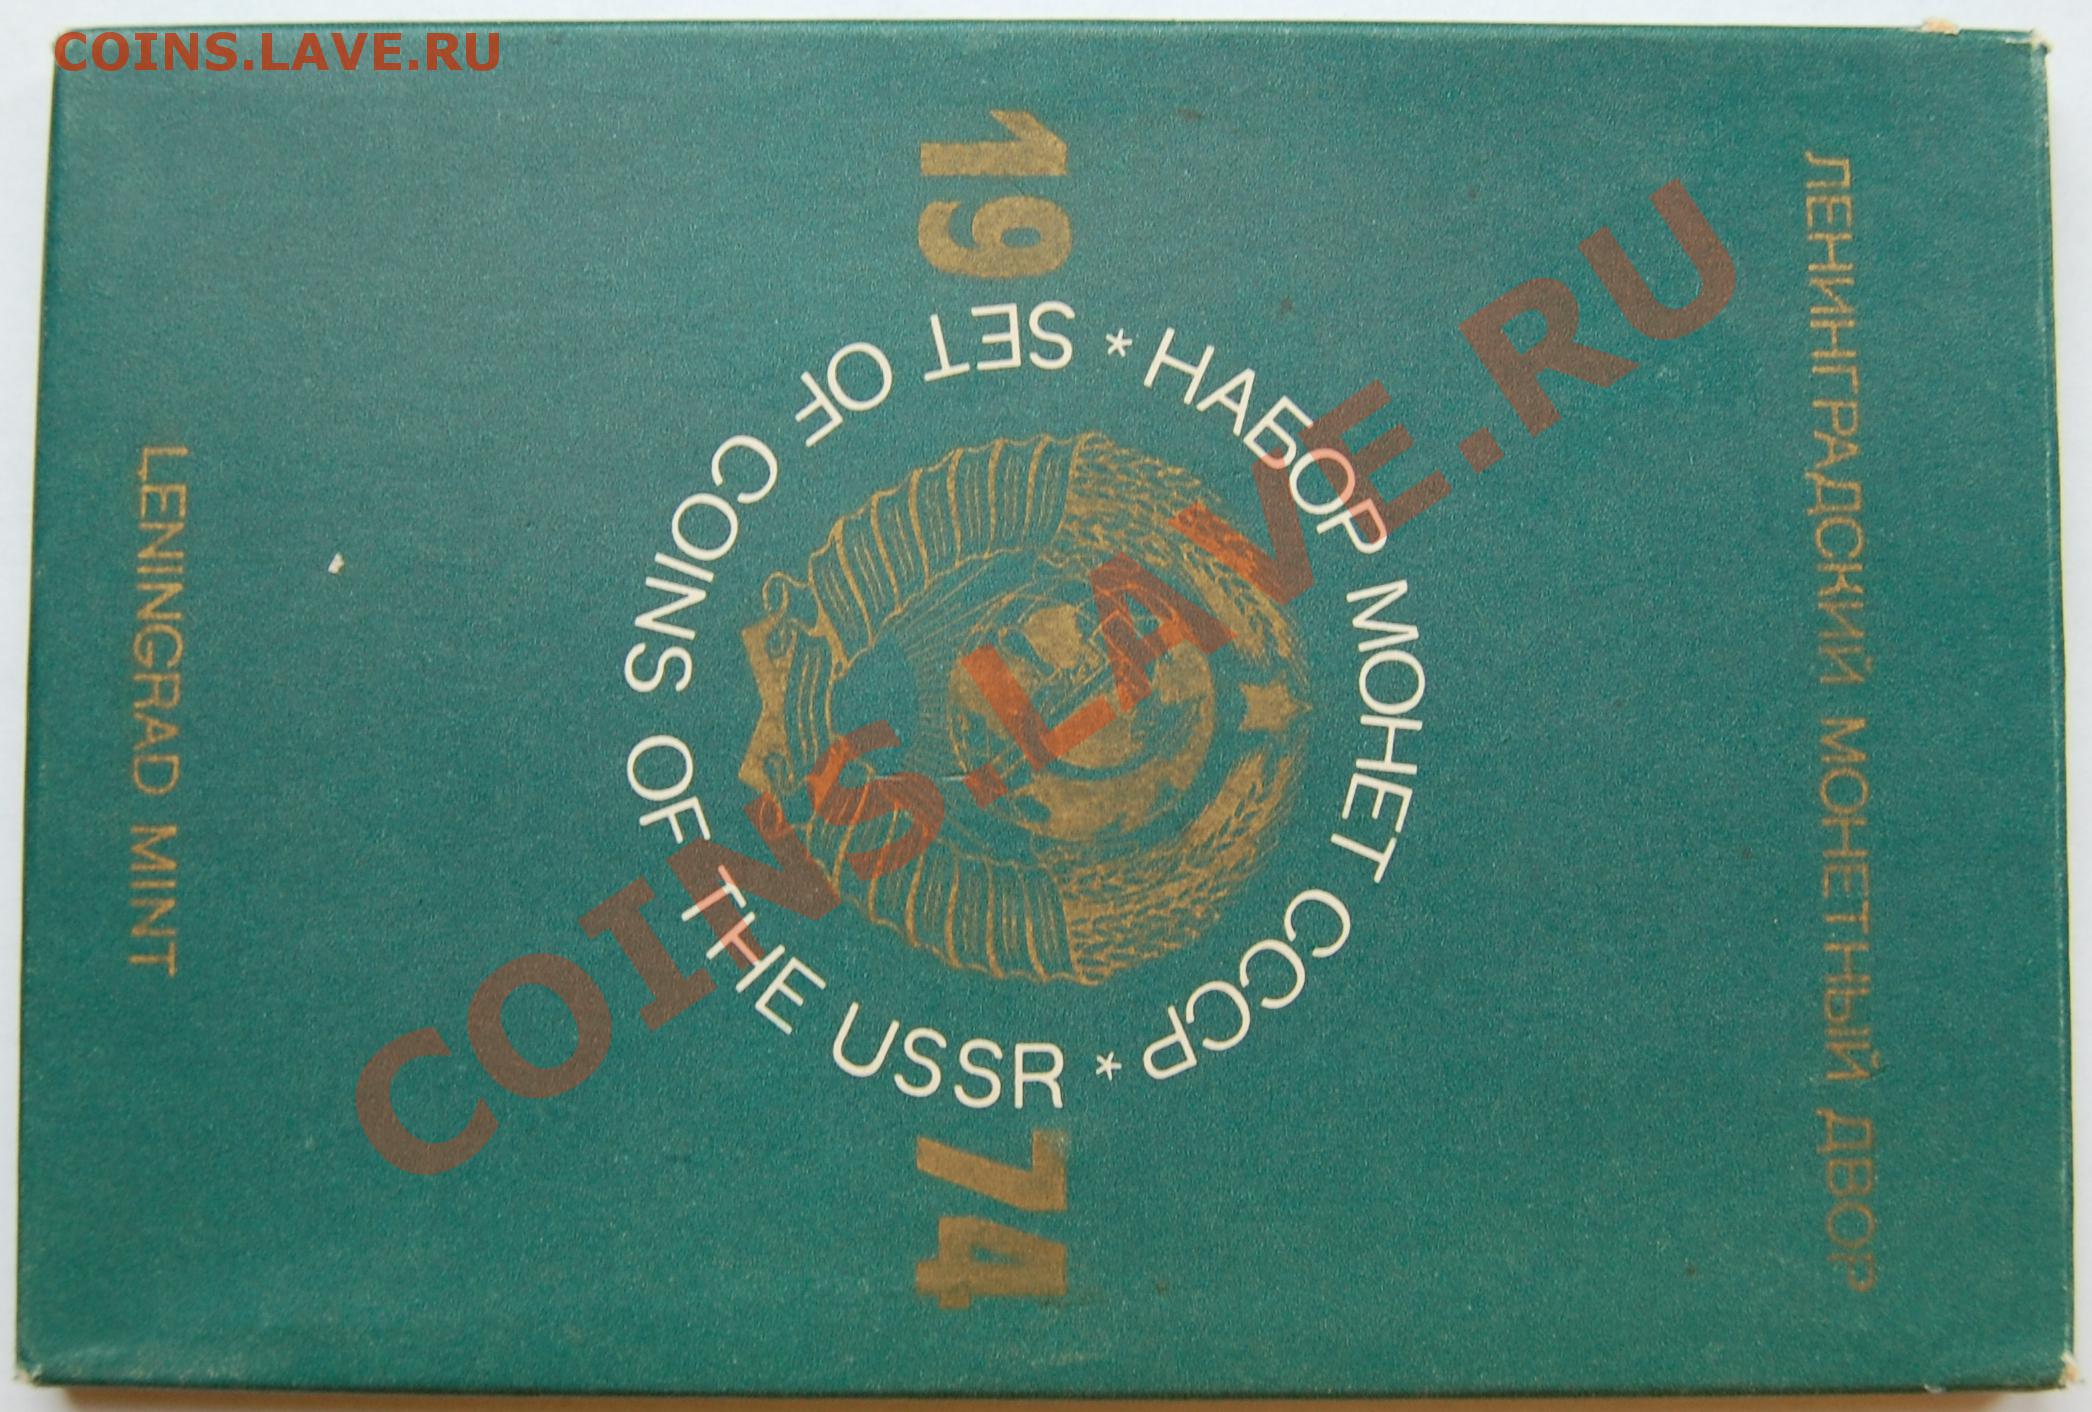 COINS.LAVE.RU
ЛЕНИНГРАДСКИЙ МОНЕТНЫЙ ДВОР
* НАБОР МОНЕТ СССР *
19 74
SET OF COINS OF THE USSR
LENINGRAD MINT
COINS.LAVE.RU